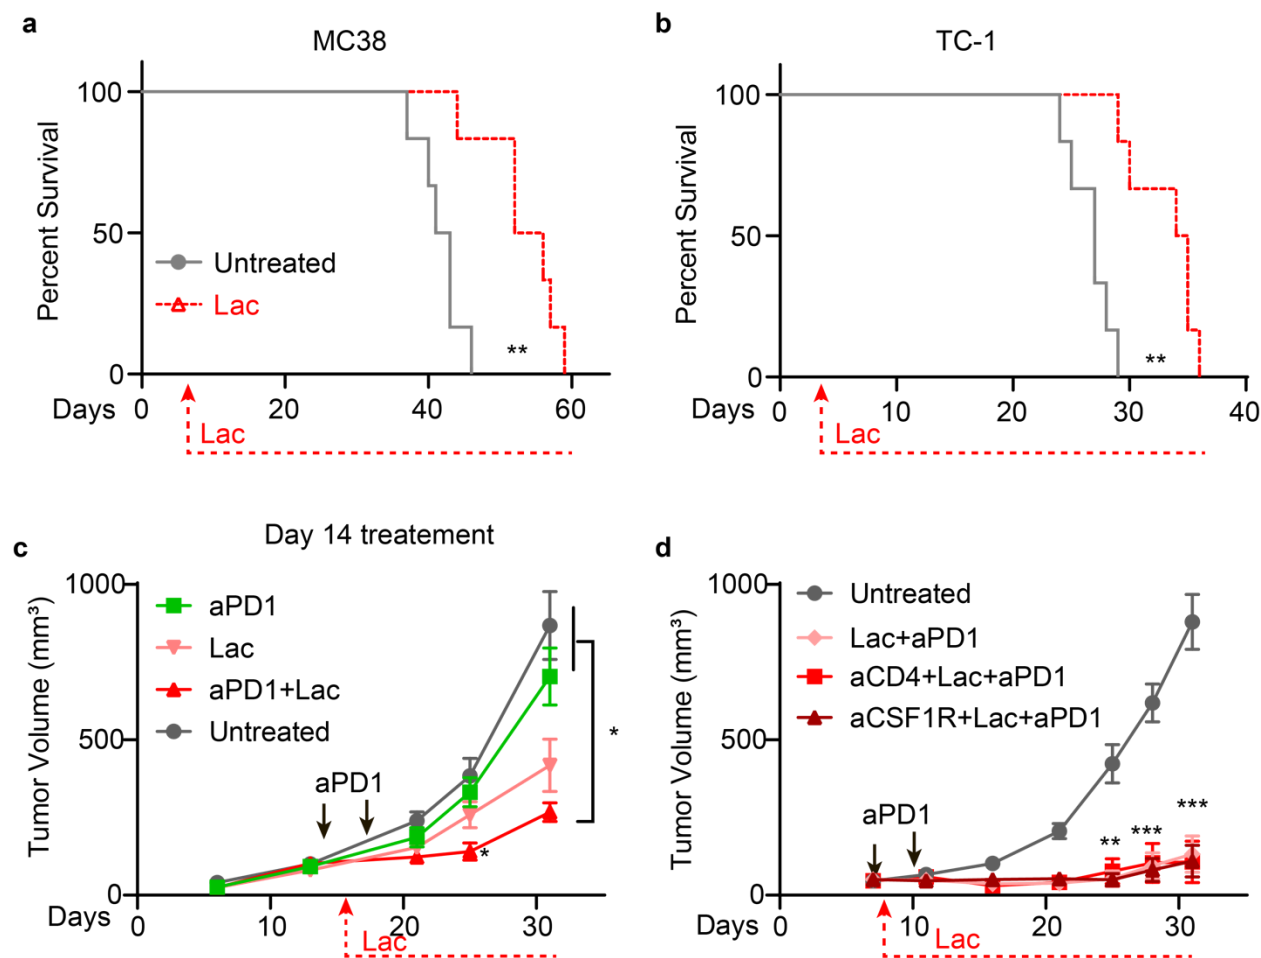 a
MC38
100
50
0
Percent Survival
Untreated
Lac
**
Days 0 20 40 60
Lac
b
TC-1
100
50
0
Percent Survival
**
Days 0 10 20 30 40
Lac
c
Day 14 treatement
1000
500
0
Tumor Volume (mm³)
aPD1
Lac
aPD1+Lac
Untreated
aPD1
*
*
Days 0 10 20 30
Lac
d
1000
500
0
Tumor Volume (mm³)
Untreated
Lac+aPD1
aCD4+Lac+aPD1
aCSF1R+Lac+aPD1
aPD1
** *** ***
Days 0 10 20 30
Lac